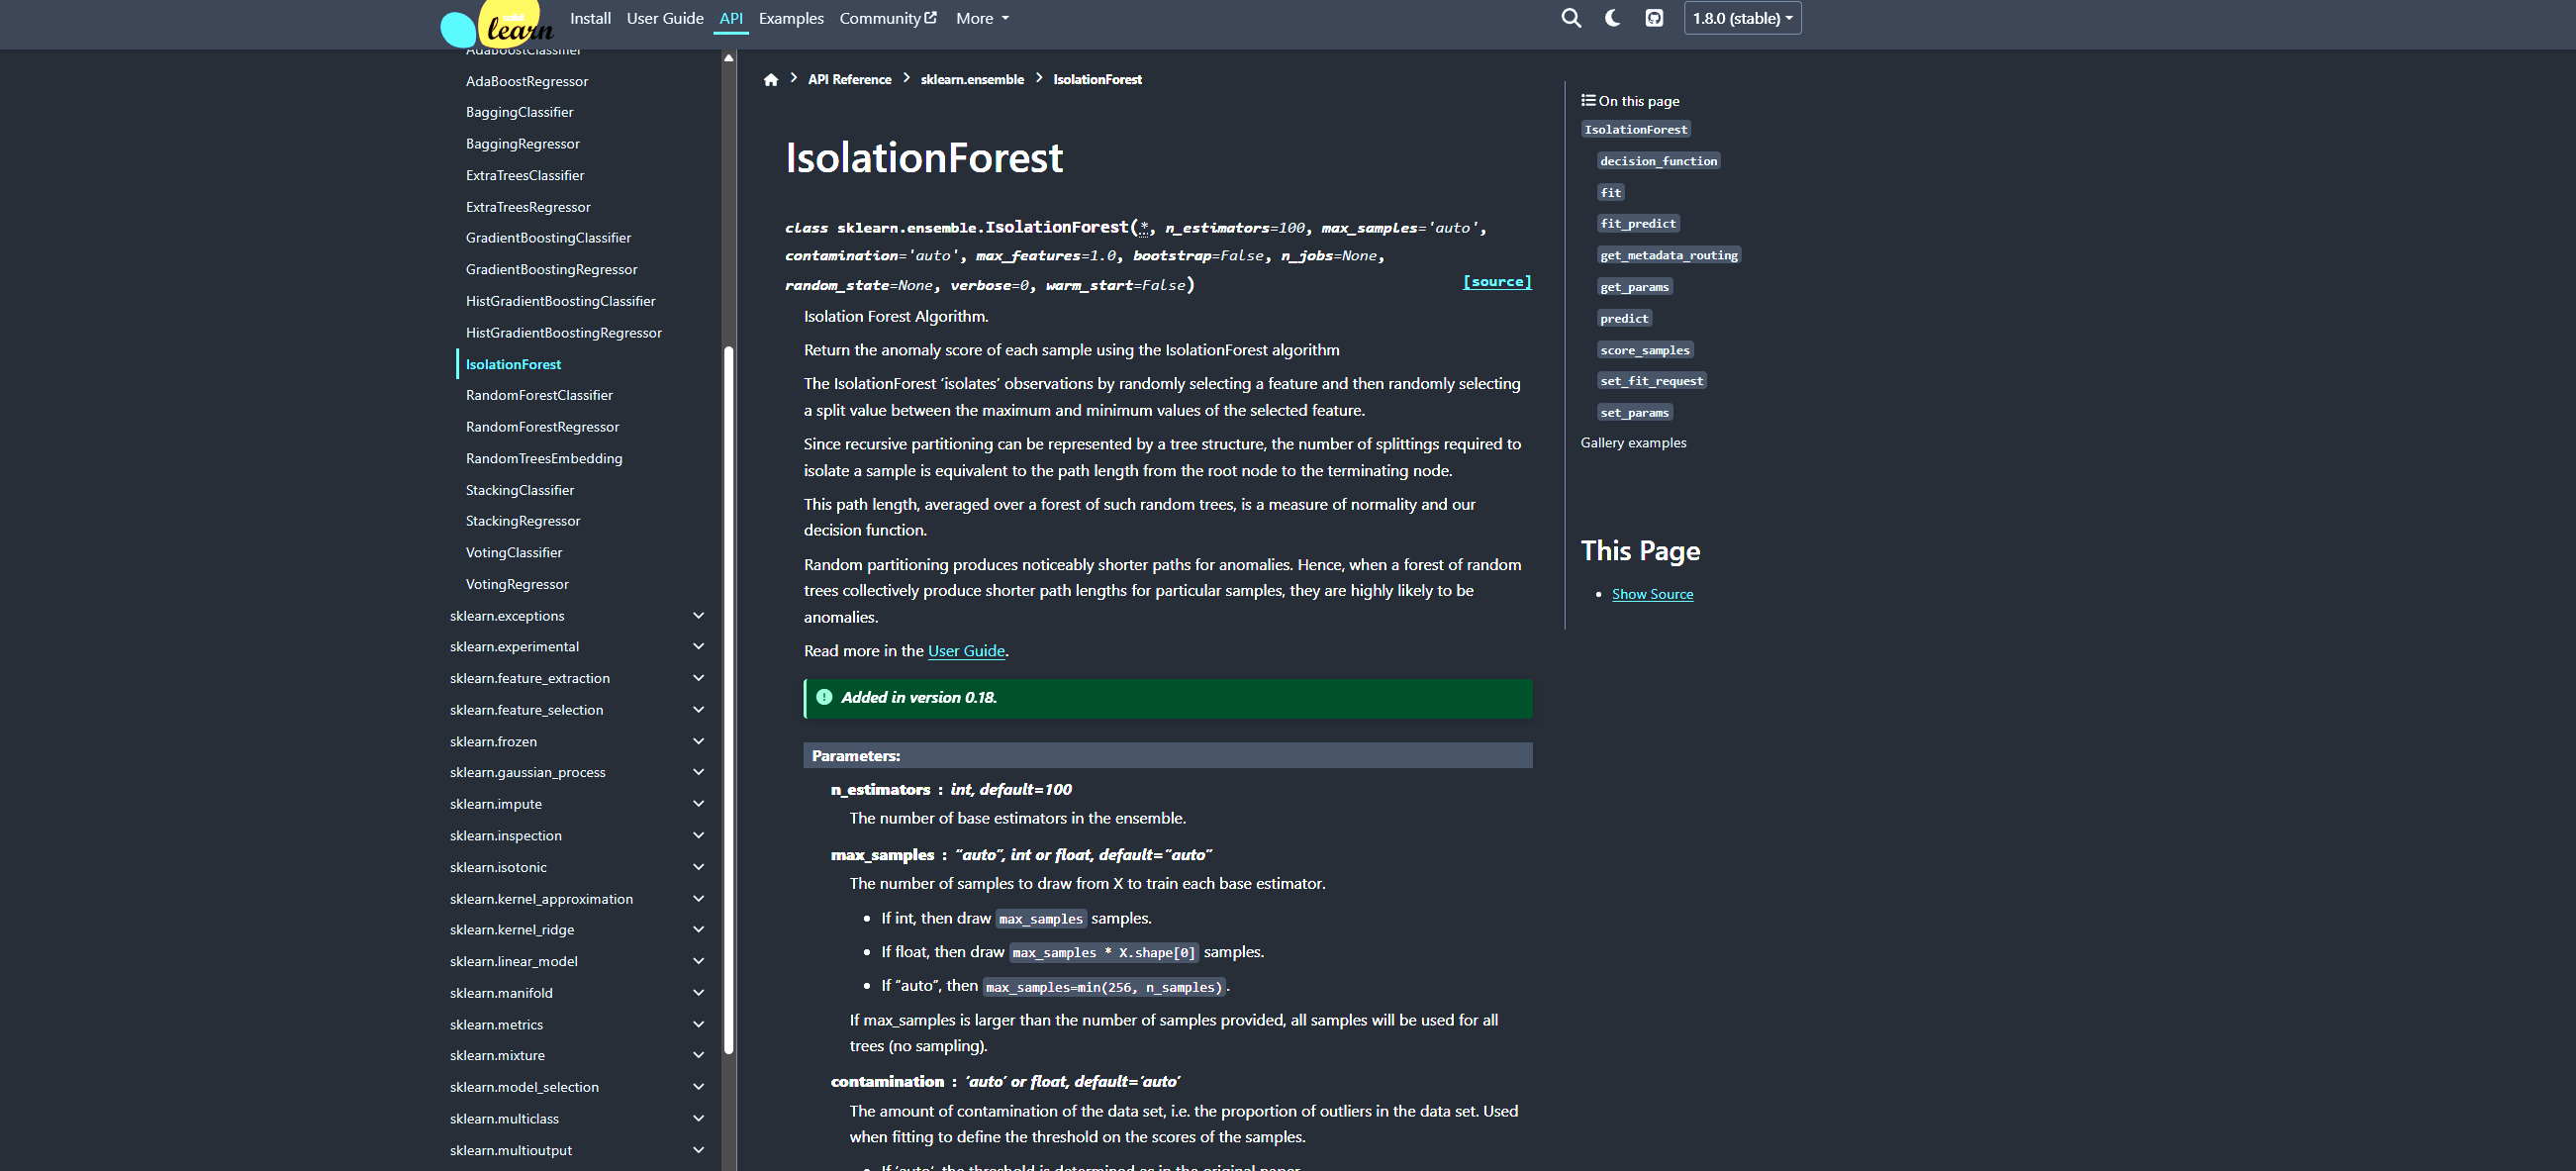 learn
Install
User Guide
API
Examples
Community
More
1.8.0 (stable)
AdaBoostClassifier
AdaBoostRegressor
BaggingClassifier
BaggingRegressor
ExtraTreesClassifier
ExtraTreesRegressor
GradientBoostingClassifier
GradientBoostingRegressor
HistGradientBoostingClassifier
HistGradientBoostingRegressor
IsolationForest
RandomForestClassifier
RandomForestRegressor
RandomTreesEmbedding
StackingClassifier
StackingRegressor
VotingClassifier
VotingRegressor
sklearn.exceptions
sklearn.experimental
sklearn.feature_extraction
sklearn.feature_selection
sklearn.frozen
sklearn.gaussian_process
sklearn.impute
sklearn.inspection
sklearn.isotonic
sklearn.kernel_approximation
sklearn.kernel_ridge
sklearn.linear_model
sklearn.manifold
sklearn.metrics
sklearn.mixture
sklearn.model_selection
sklearn.multiclass
sklearn.multioutput
API Reference > sklearn.ensemble > IsolationForest
IsolationForest
class sklearn.ensemble.IsolationForest(*, n_estimators=100, max_samples='auto',
contamination='auto', max_features=1.0, bootstrap=False, n_jobs=None,
random_state=None, verbose=0, warm_start=False)
[source]
Isolation Forest Algorithm.
Return the anomaly score of each sample using the IsolationForest algorithm
The IsolationForest ‘isolates’ observations by randomly selecting a feature and then randomly selecting
a split value between the maximum and minimum values of the selected feature.
Since recursive partitioning can be represented by a tree structure, the number of splittings required to
isolate a sample is equivalent to the path length from the root node to the terminating node.
This path length, averaged over a forest of such random trees, is a measure of normality and our
decision function.
Random partitioning produces noticeably shorter paths for anomalies. Hence, when a forest of random
trees collectively produce shorter path lengths for particular samples, they are highly likely to be
anomalies.
Read more in the User Guide.
Added in version 0.18.
Parameters:
n_estimators : int, default=100
The number of base estimators in the ensemble.
max_samples : “auto”, int or float, default=”auto”
The number of samples to draw from X to train each base estimator.
• If int, then draw max_samples samples.
• If float, then draw max_samples * X.shape[0] samples.
• If “auto”, then max_samples=min(256, n_samples).
If max_samples is larger than the number of samples provided, all samples will be used for all
trees (no sampling).
contamination : ‘auto’ or float, default=’auto’
The amount of contamination of the data set, i.e. the proportion of outliers in the data set. Used
when fitting to define the threshold on the scores of the samples.
• If ‘auto’, the threshold is determined as in the original paper.
On this page
IsolationForest
decision_function
fit
fit_predict
get_metadata_routing
get_params
predict
score_samples
set_fit_request
set_params
Gallery examples
This Page
• Show Source